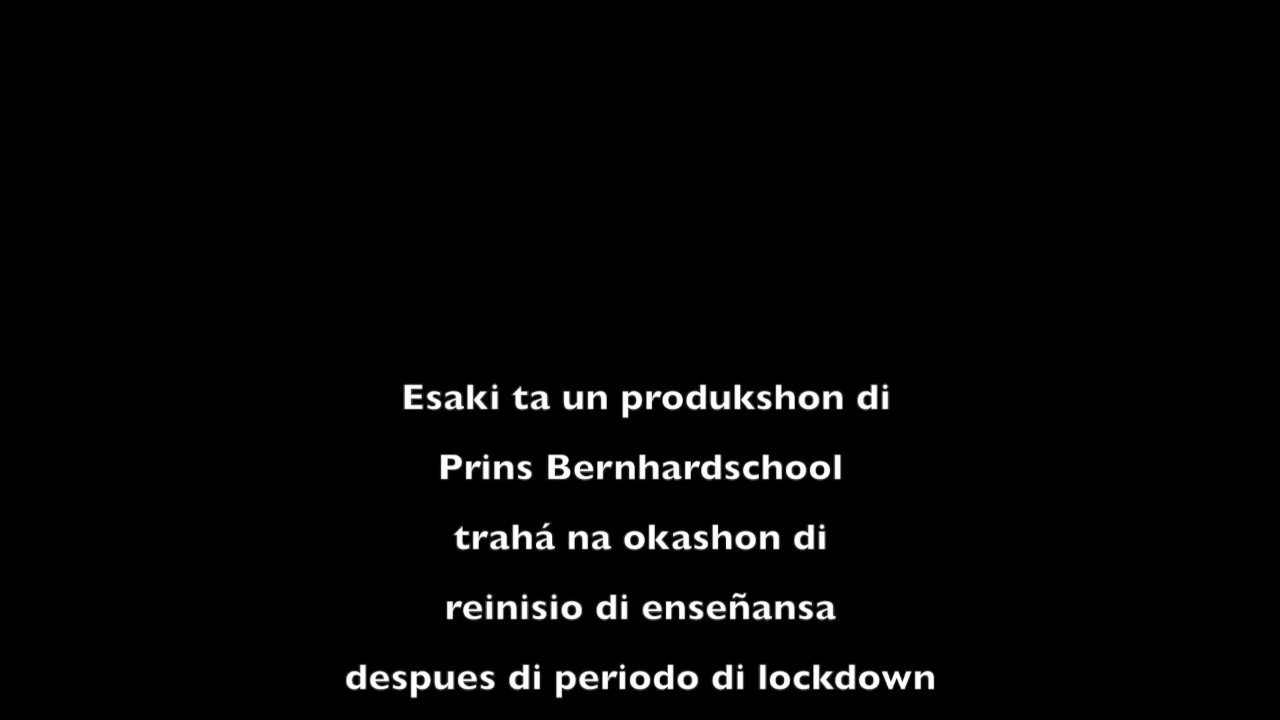 Esaki ta un produkshon di
Prins Bernhardschool
trahá na okashon di
reinisio di enseñansa
despues di periodo di lockdown